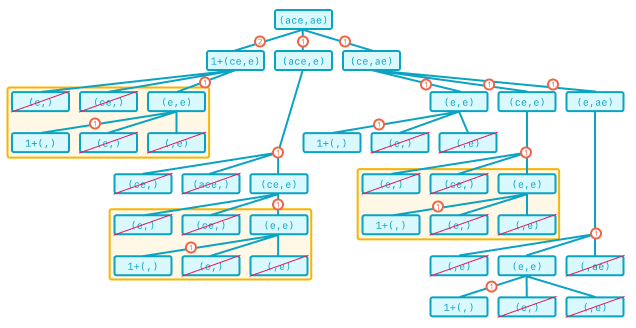 (ace,ae)
2 1 1
1+(ce,e) (ace,e) (ce,ae)
1 1 1 1
(e,) (ce,) (e,e) (e,e) (ce,e) (e,ae)
1 1
1+(,) (e,) (,e) 1+(,) (e,) (,e)
1 1
(ce,) (ace,) (ce,e) (e,) (ce,) (e,e)
1 1
(e,) (ce,) (e,e) 1+(,) (e,) (,e)
1 1
1+(,) (e,) (,e) (,e) (e,e) (,ae)
1
1+(,) (e,) (,e)